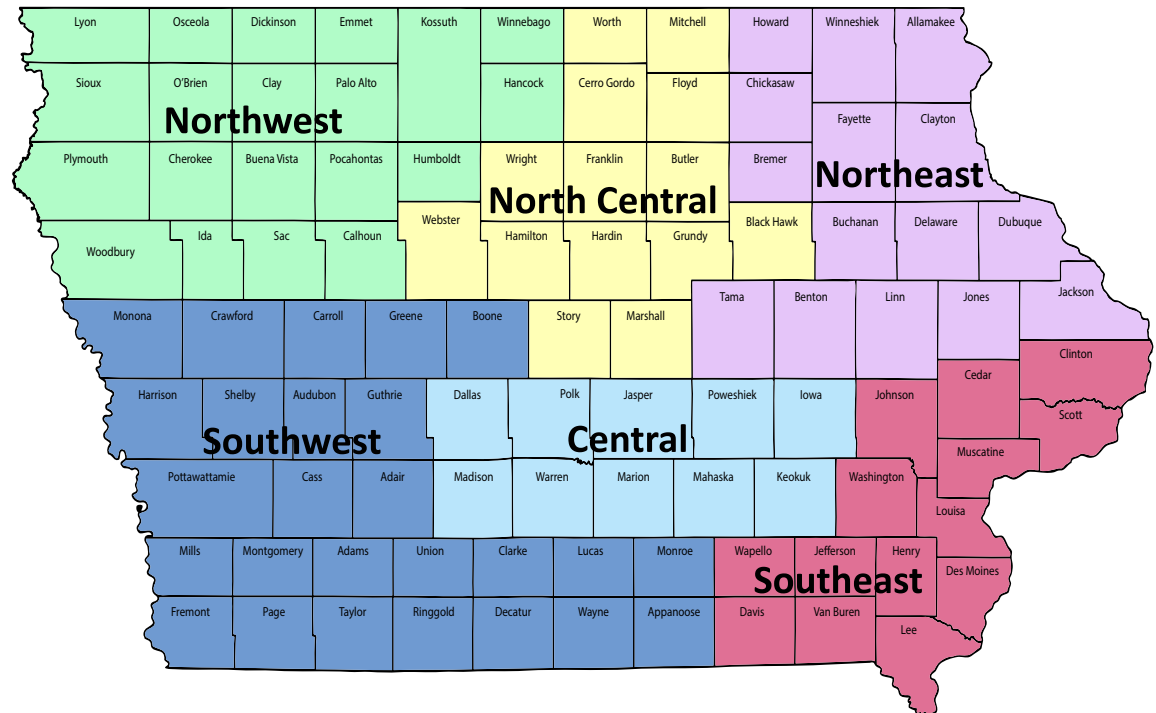 Lyon Osceola Dickinson Emmet Kossuth Winnebago Worth Mitchell Howard Winneshiek Allamakee
Sioux O'Brien Clay Palo Alto Hancock Cerro Gordo Floyd Chickasaw
Fayette Clayton
Northwest
Plymouth Cherokee Buena Vista Pocahontas Humboldt Wright Franklin Butler Bremer
Northeast
North Central
Webster Black Hawk Buchanan Delaware Dubuque
Woodbury Ida Sac Calhoun Hamilton Hardin Grundy
Tama Benton Linn Jones Jackson
Monona Crawford Carroll Greene Boone Story Marshall
Clinton
Cedar
Harrison Shelby Audubon Guthrie Dallas Polk Jasper Poweshiek Iowa Johnson
Scott
Southwest Central
Muscatine
Pottawattamie Cass Adair Madison Warren Marion Mahaska Keokuk Washington
Louisa
Mills Montgomery Adams Union Clarke Lucas Monroe Wapello Jefferson Henry
Des Moines
Southeast
Fremont Page Taylor Ringgold Decatur Wayne Appanoose Davis Van Buren
Lee